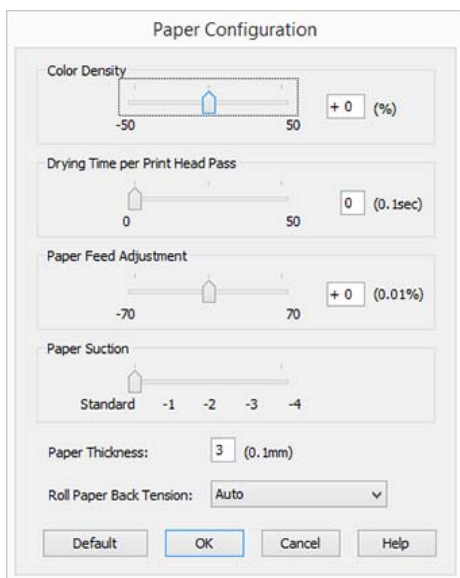 Paper Configuration
Color Density
-50 50 + 0 (%)
Drying Time per Print Head Pass
0 50 0 (0.1sec)
Paper Feed Adjustment
-70 70 + 0 (0.01%)
Paper Suction
Standard -1 -2 -3 -4
Paper Thickness: 3 (0.1mm)
Roll Paper Back Tension: Auto
Default OK Cancel Help